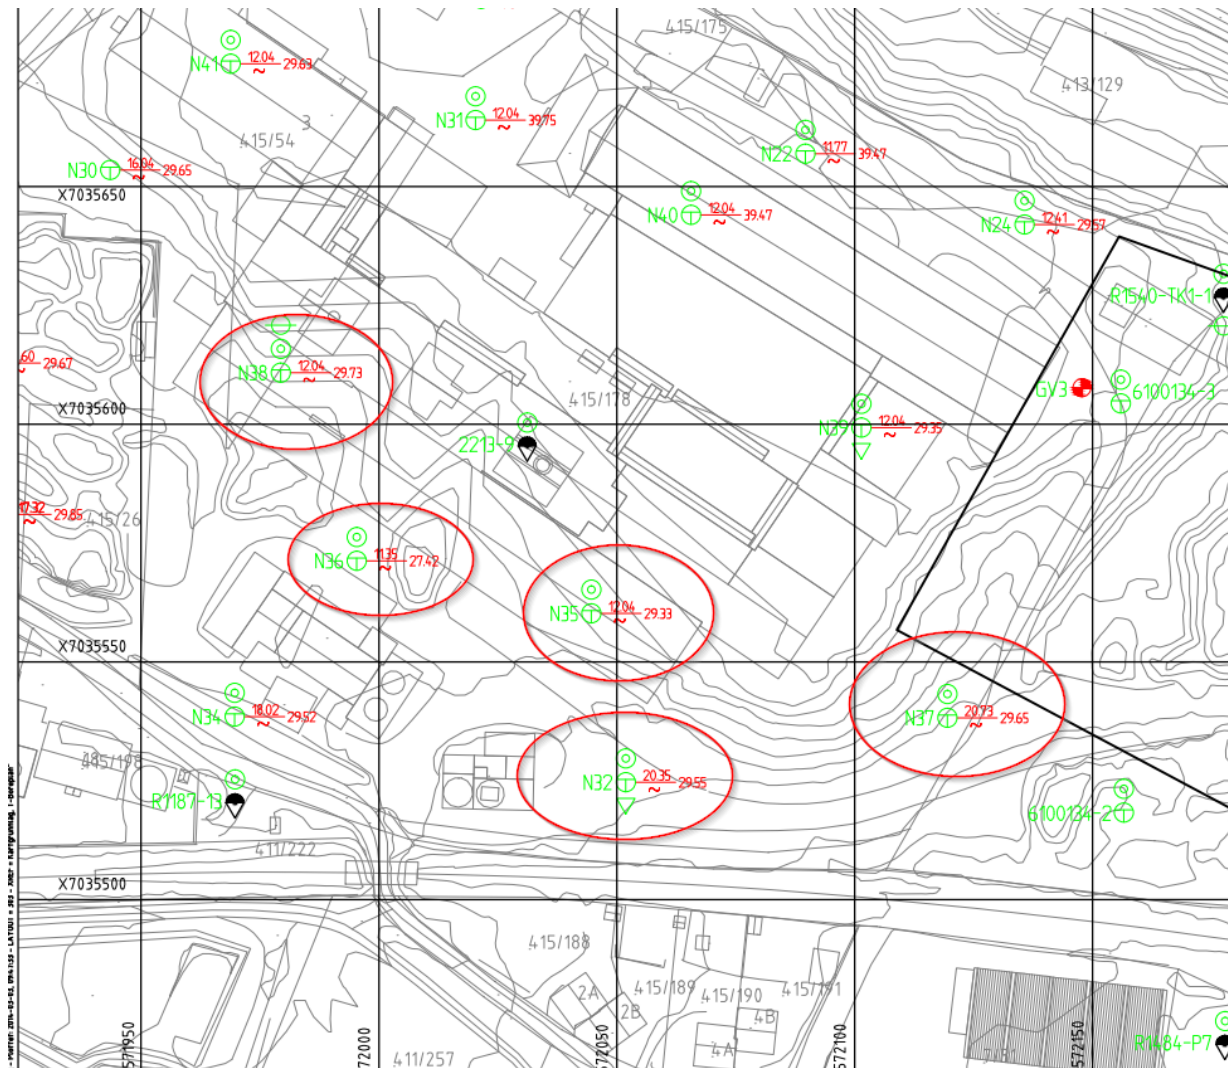 415/175
N41 12.04 29.63
413/129
3
N31 12.04 39.75
415/54
N22 11.77 39.47
N30 16.04 29.65
X7035650
N40 12.04 39.47
N24 12.41 29.57
R1540-TK1-1
60 29.67
N38 12.04 29.73
GV3
6100134-3
415/178
X7035600
N39 12.04 29.35
2213-9
17.32 29.85
415/26
N36 11.35 27.42
N35 12.04 29.33
X7035550
N34 18.02 29.52
N37 20.73 29.65
415/198
N32 20.35 29.55
R1187-13
6100134-2
411/222
X7035500
415/188
415/189
415/190
415/191
2A
2B
4B
4A
411/257
R1484-P7
571950
72000
572050
572100
572150